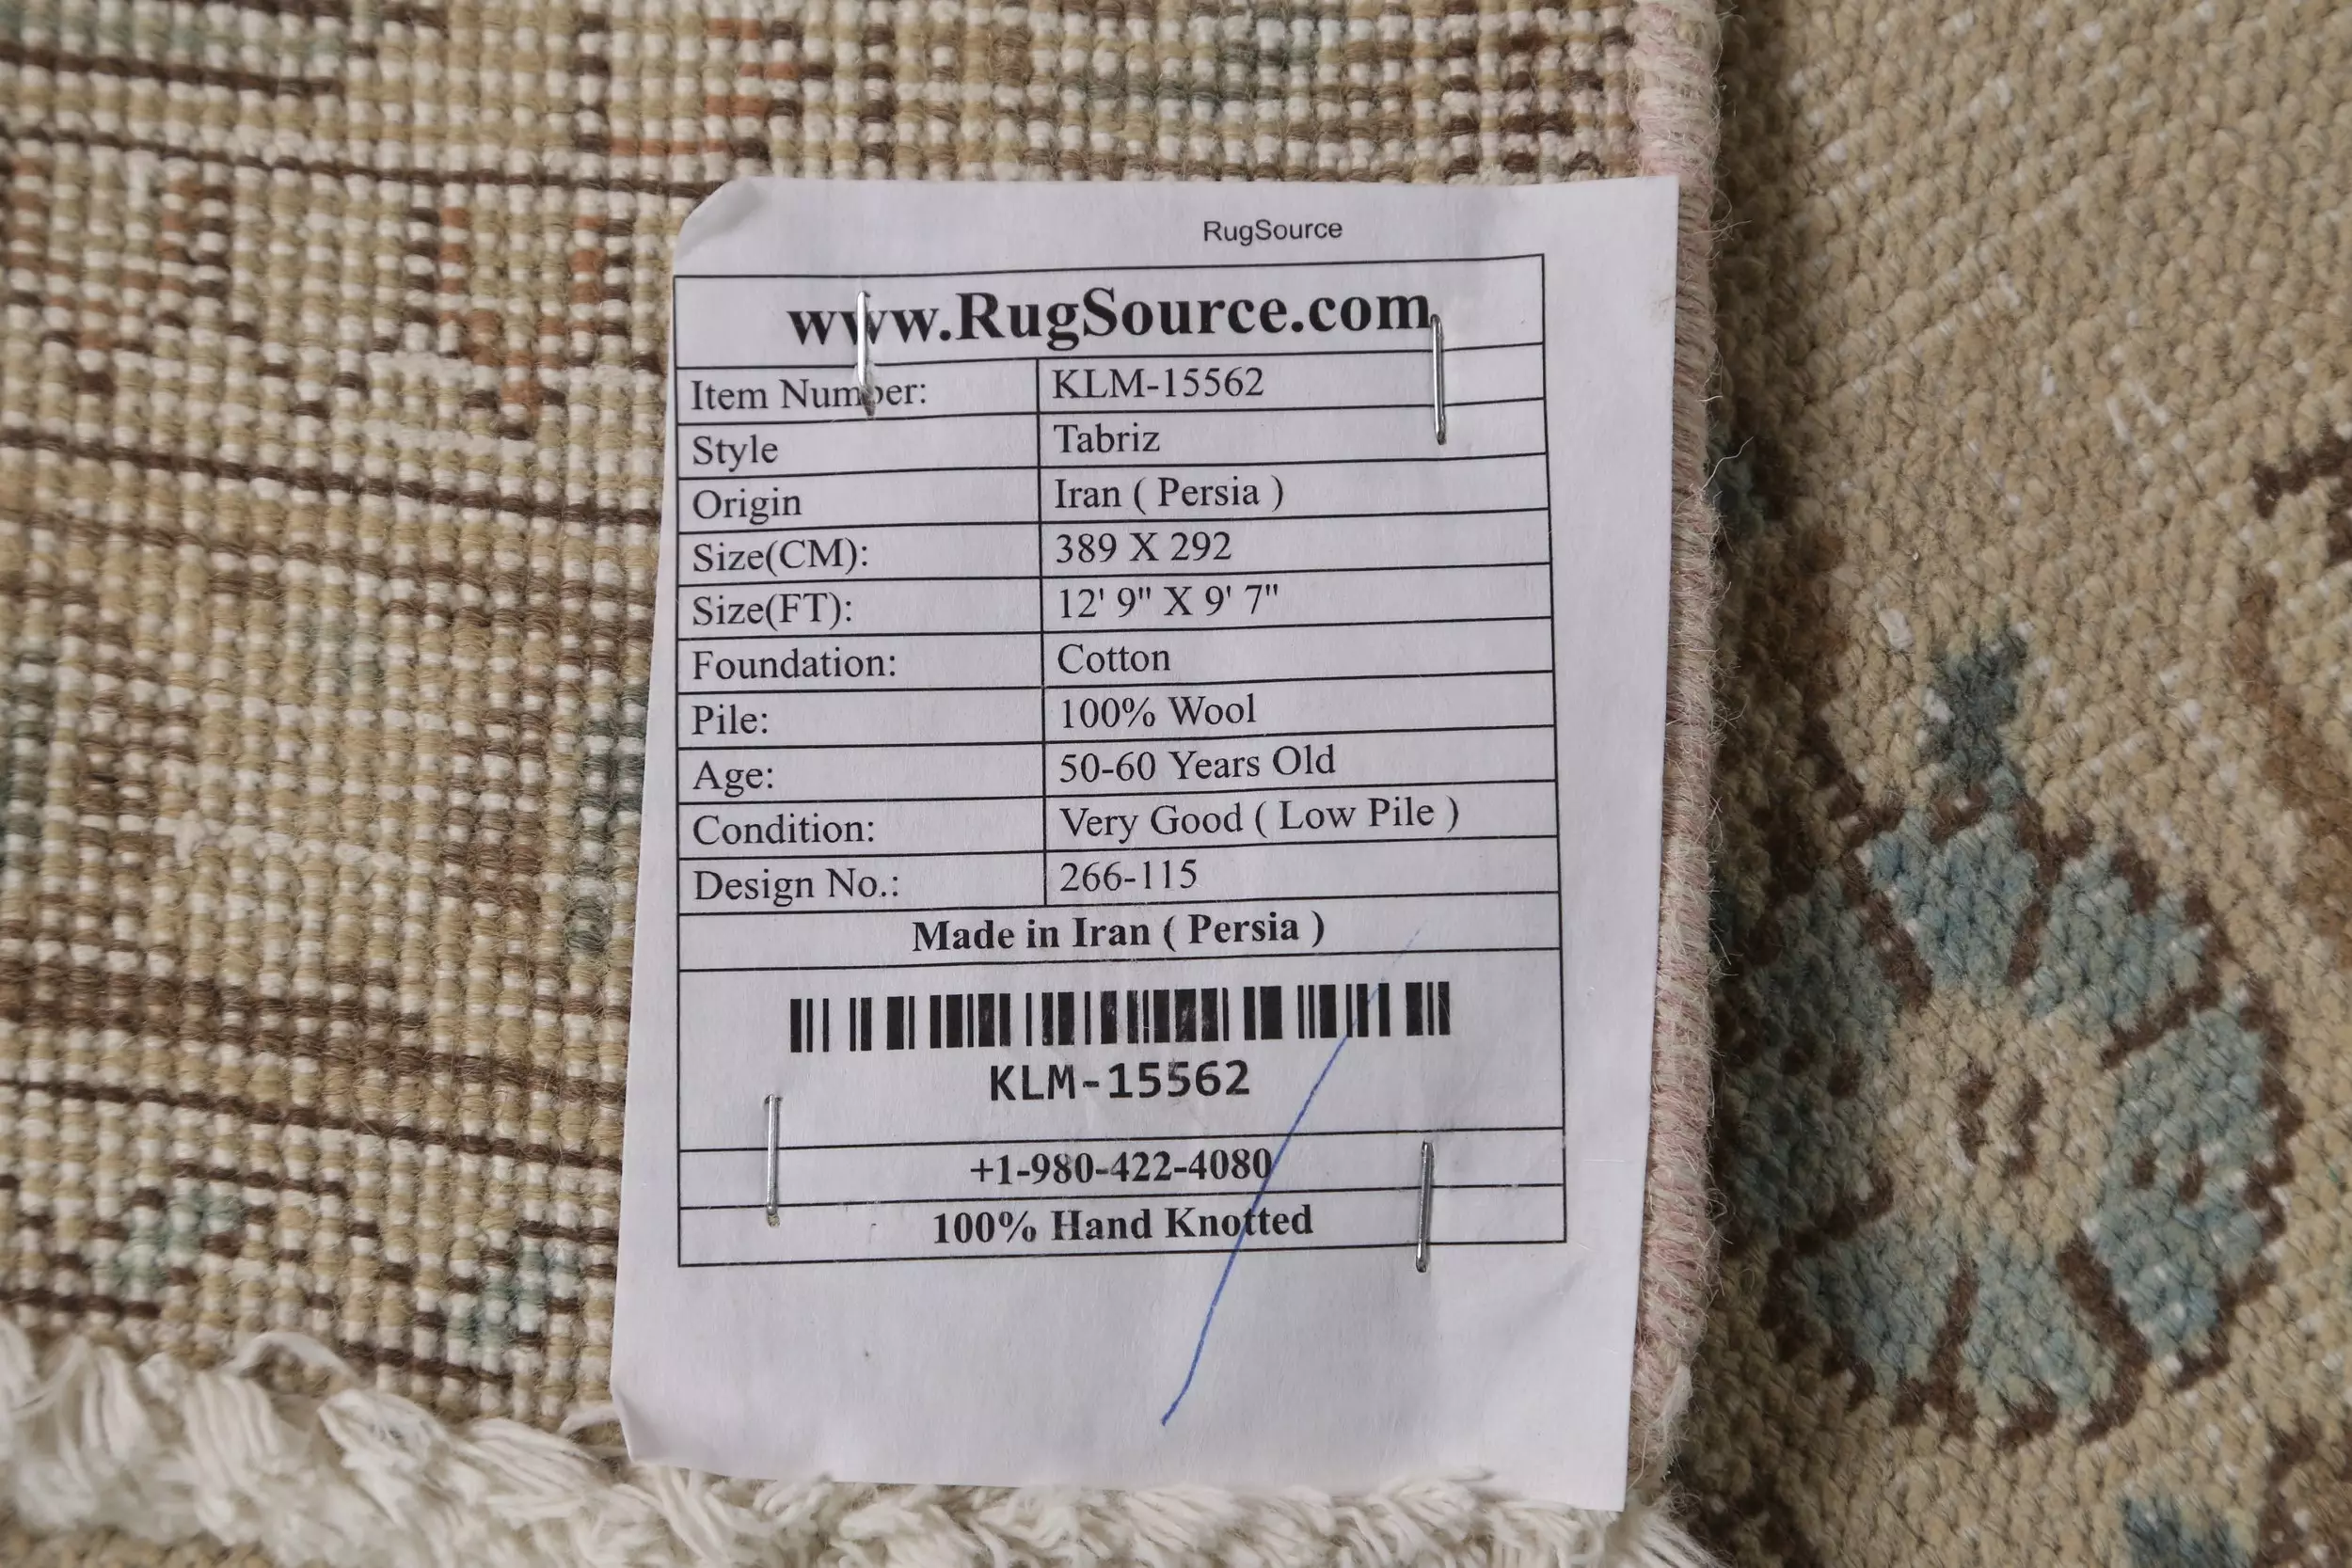 RugSource
www.RugSource.com
Item Number: KLM-15562
Style Tabriz
Origin Iran ( Persia )
Size(CM): 389 X 292
Size(FT): 12' 9" X 9' 7"
Foundation: Cotton
Pile: 100% Wool
Age: 50-60 Years Old
Condition: Very Good ( Low Pile )
Design No.: 266-115
Made in Iran ( Persia )
KLM-15562
+1-980-422-4080
100% Hand Knotted